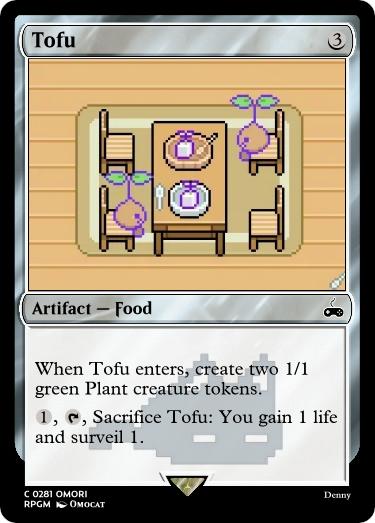 Tofu 3
Artifact — Food
When Tofu enters, create two 1/1
green Plant creature tokens.
1, Sacrifice Tofu: You gain 1 life
and surveil 1.
C 0281 OMORI
Denny
RPGM OMOCAT